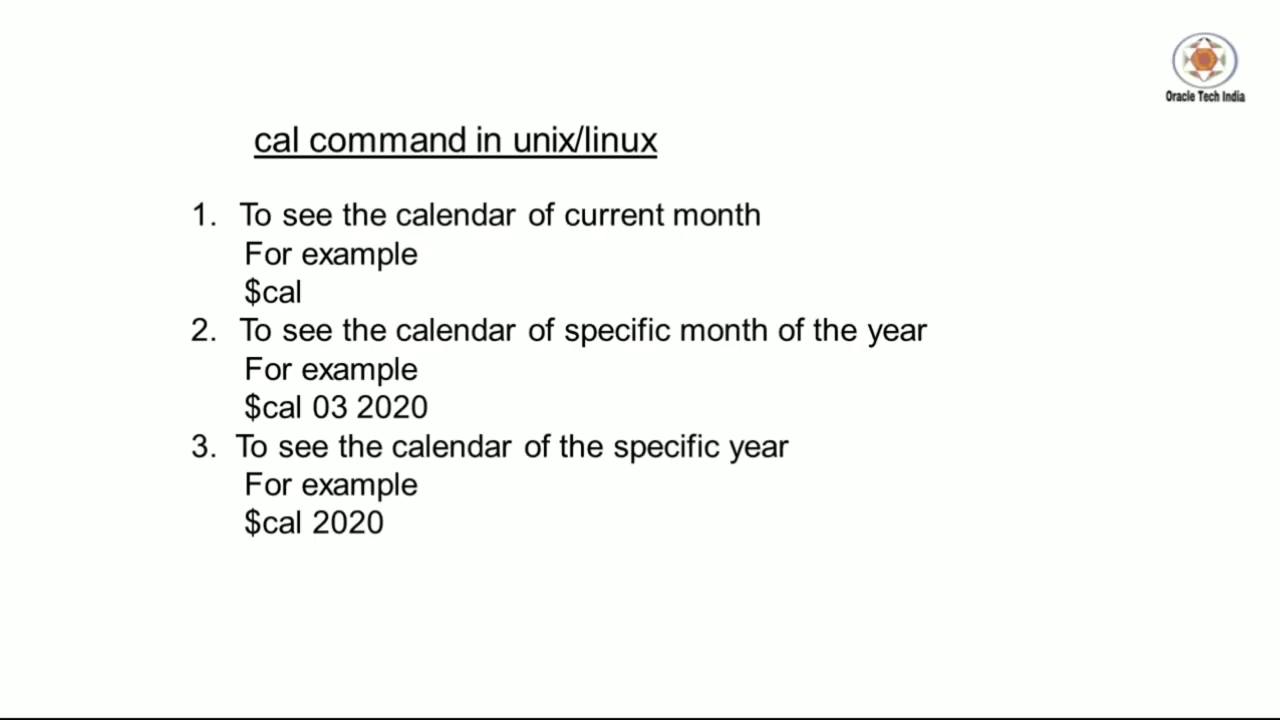 Oracle Tech India
cal command in unix/linux
1. To see the calendar of current month
For example
$cal
2. To see the calendar of specific month of the year
For example
$cal 03 2020
3. To see the calendar of the specific year
For example
$cal 2020